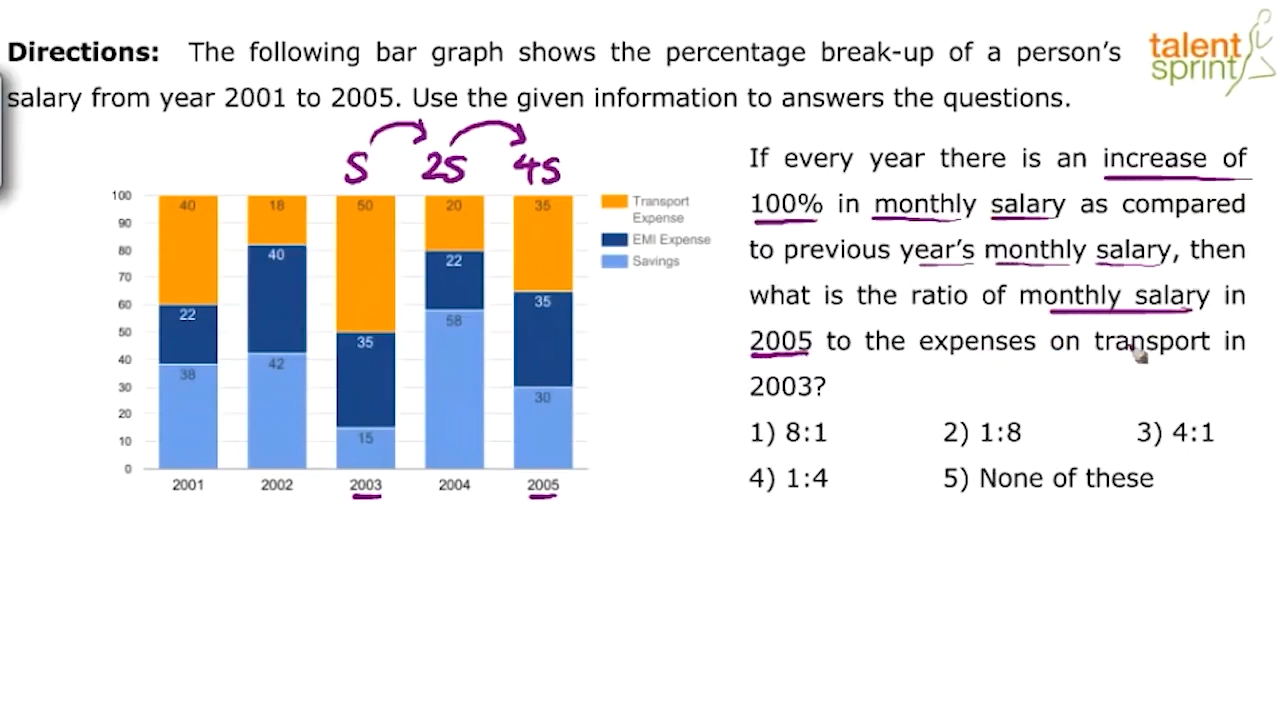 Directions: The following bar graph shows the percentage break-up of a person's
salary from year 2001 to 2005. Use the given information to answers the questions.
talent
sprint
S 2S 4S
100
90
80
70
60
50
40
30
20
10
0
40 18 50 20 35
22 40 35 22 35
38 42 15 58 30
2001 2002 2003 2004 2005
Transport
Expense
EMI Expense
Savings
If every year there is an increase of
100% in monthly salary as compared
to previous year's monthly salary, then
what is the ratio of monthly salary in
2005 to the expenses on transport in
2003?
1) 8:1 2) 1:8 3) 4:1
4) 1:4 5) None of these